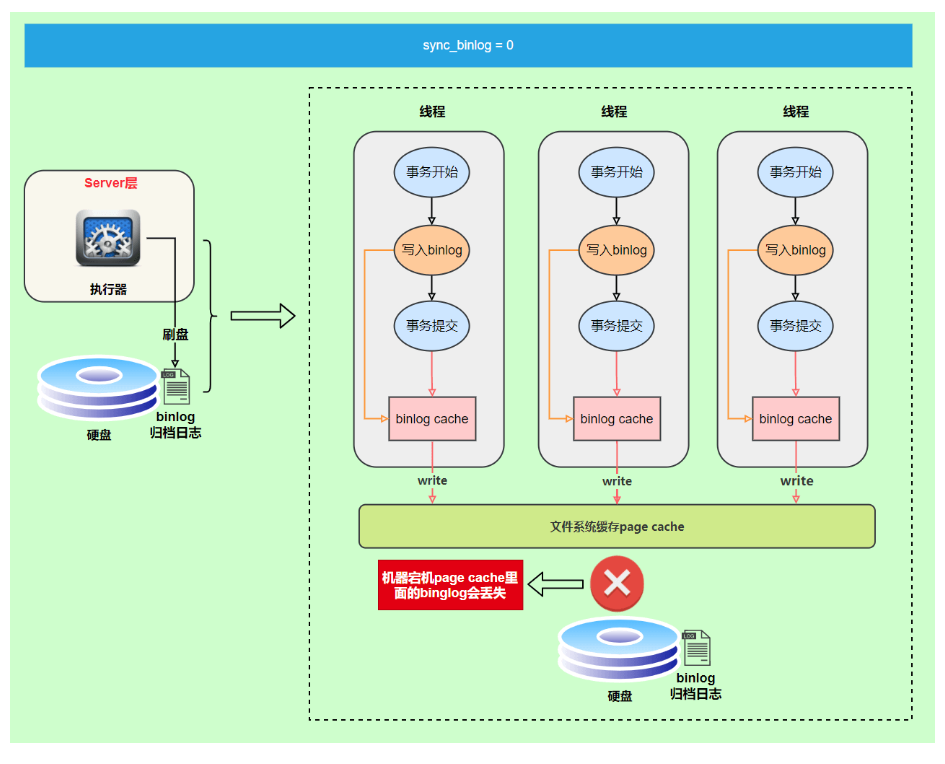 sync_binlog = 0
Server层
执行器
刷盘
LOG
binlog
归档日志
硬盘
线程
线程
线程
事务开始
事务开始
事务开始
写入binlog
写入binlog
写入binlog
事务提交
事务提交
事务提交
binlog cache
binlog cache
binlog cache
write
write
write
文件系统缓存page cache
机器宕机page cache里
面的binglog会丢失
LOG
binlog
归档日志
硬盘